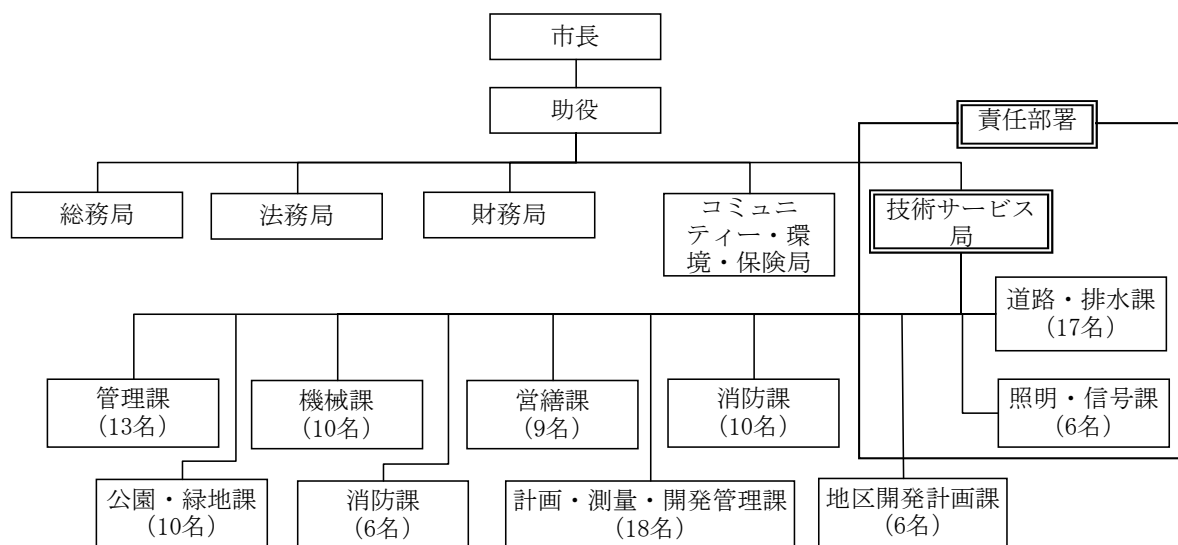 市長
助役
責任部署
総務局
法務局
財務局
コミュニ
ティー・環
境・保険局
技術サービス
局
道路・排水課
(17名)
管理課
(13名)
機械課
(10名)
営繕課
(9名)
消防課
(10名)
照明・信号課
(6名)
公園・緑地課
(10名)
消防課
(6名)
計画・測量・開発管理課
(18名)
地区開発計画課
(6名)